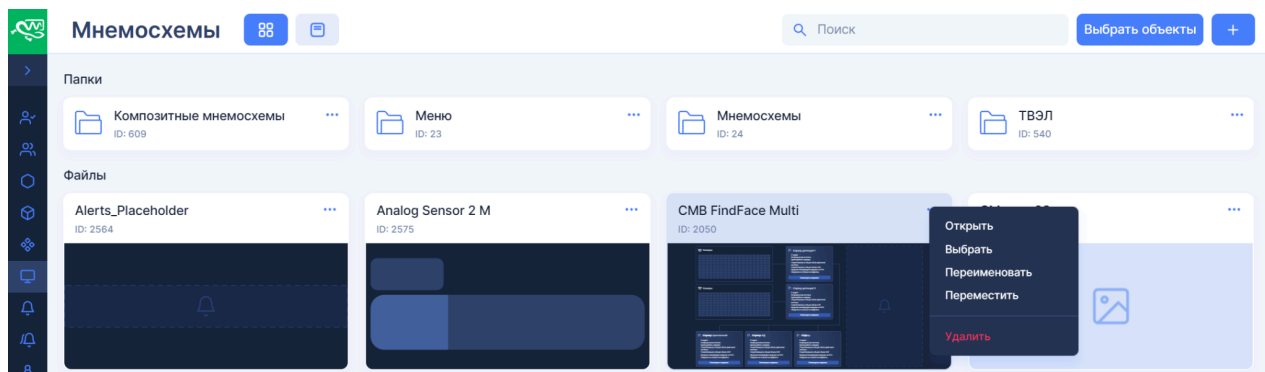 Мнемосхемы
Поиск
Выбрать объекты
+
Папки
Композитные мнемосхемы
ID: 609
Меню
ID: 23
Мнемосхемы
ID: 24
ТВЭЛ
ID: 540
Файлы
Alerts_Placeholder
ID: 2564
Analog Sensor 2 M
ID: 2575
CMB FindFace Multi
ID: 2050
Открыть
Выбрать
Переименовать
Переместить
Удалить